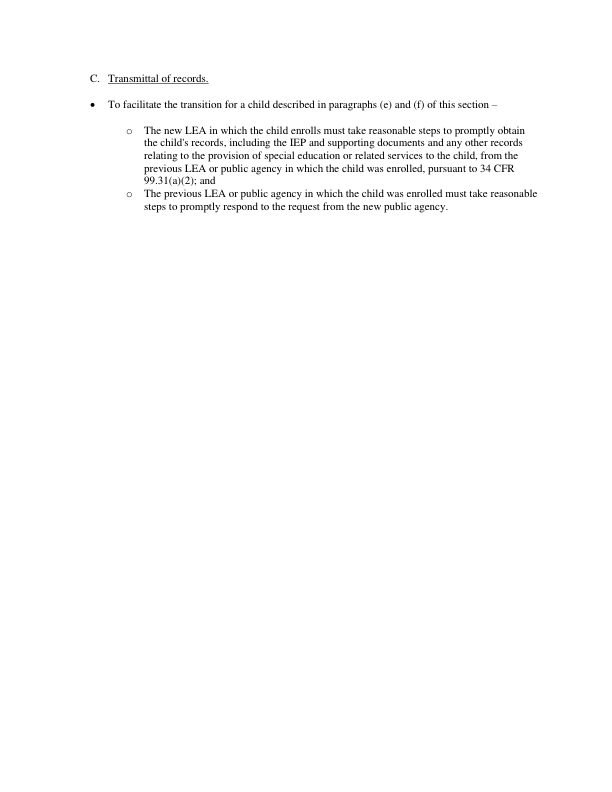 C. Transmittal of records.
• To facilitate the transition for a child described in paragraphs (e) and (f) of this section –
o The new LEA in which the child enrolls must take reasonable steps to promptly obtain
the child's records, including the IEP and supporting documents and any other records
relating to the provision of special education or related services to the child, from the
previous LEA or public agency in which the child was enrolled, pursuant to 34 CFR
99.31(a)(2); and
o The previous LEA or public agency in which the child was enrolled must take reasonable
steps to promptly respond to the request from the new public agency.